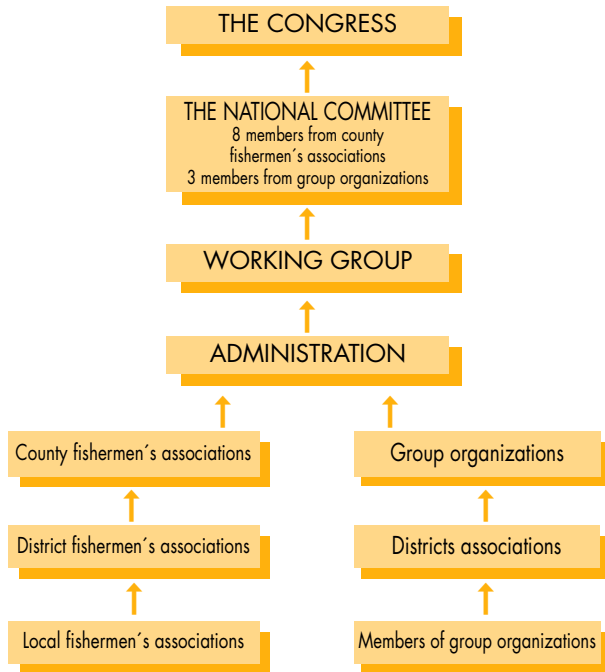 THE CONGRESS
THE NATIONAL COMMITTEE
8 members from county
fishermen´s associations
3 members from group organizations
WORKING GROUP
ADMINISTRATION
County fishermen´s associations
Group organizations
District fishermen´s associations
Districts associations
Local fishermen´s associations
Members of group organizations